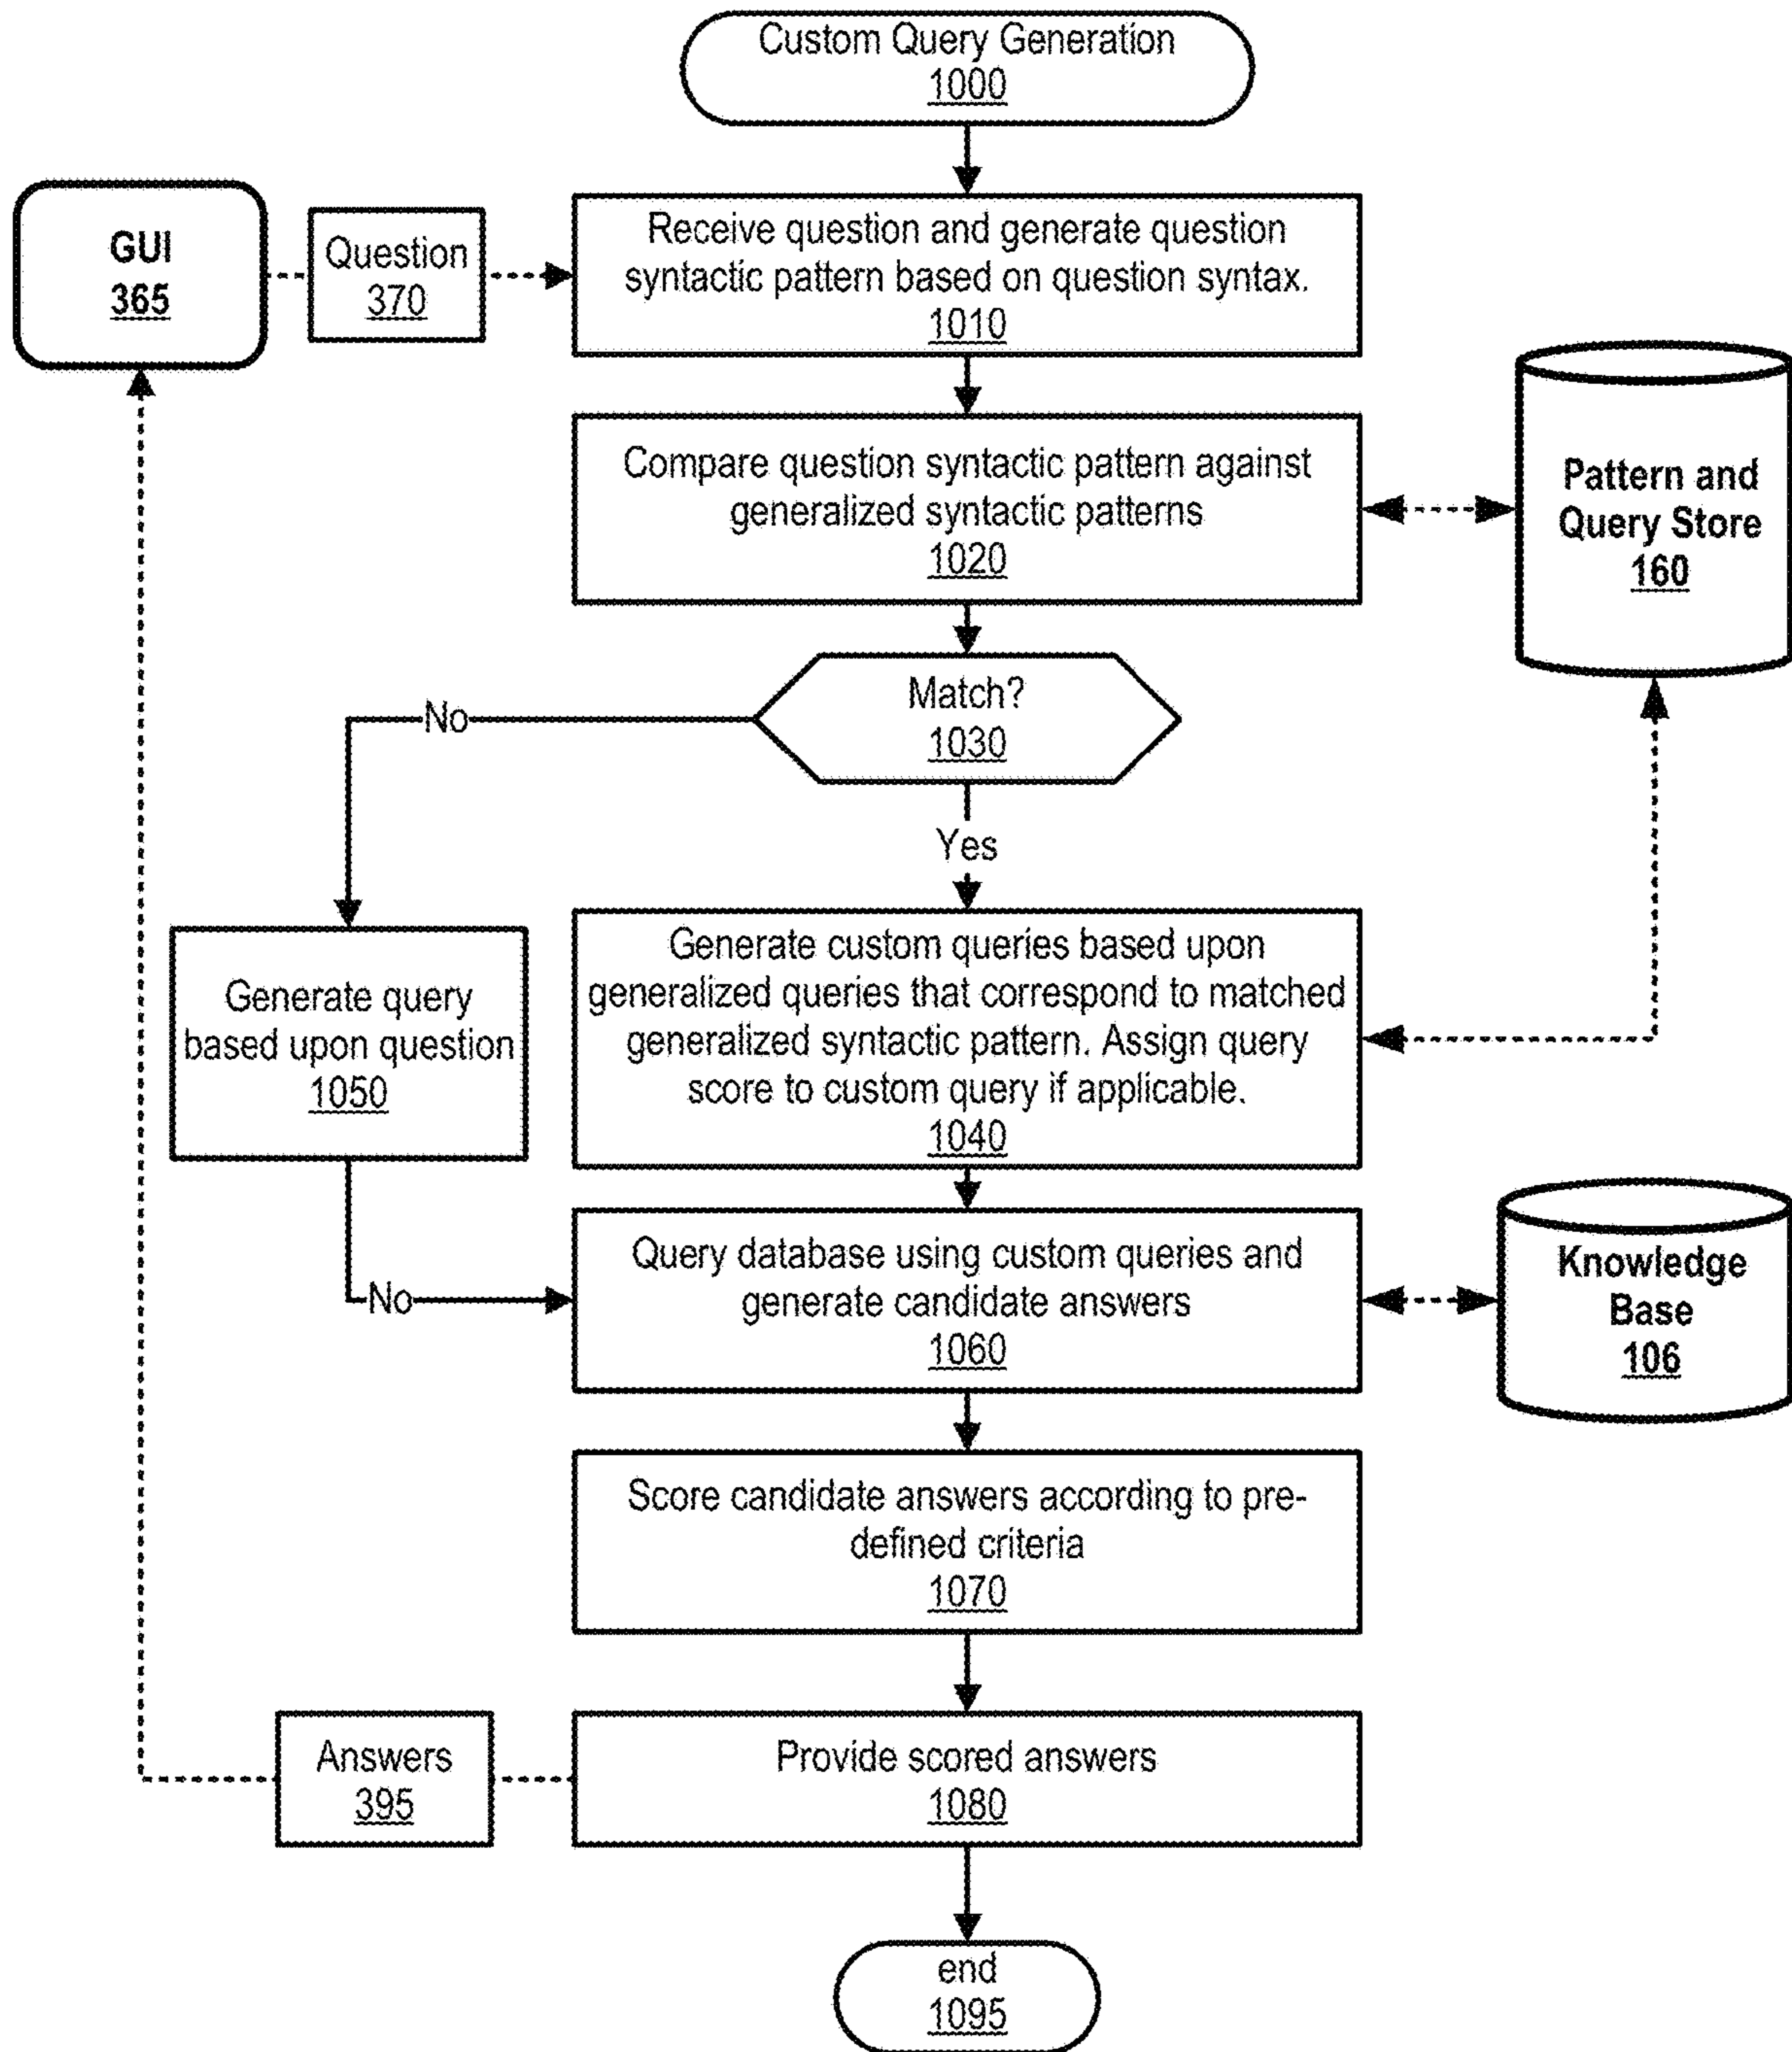 Custom Query Generation
1000
GUI
365
Question
370
Receive question and generate question
syntactic pattern based on question syntax.
1010
Compare question syntactic pattern against
generalized syntactic patterns
1020
Pattern and
Query Store
160
Match?
1030
No
Yes
Generate query
based upon question
1050
Generate custom queries based upon
generalized queries that correspond to matched
generalized syntactic pattern. Assign query
score to custom query if applicable.
1040
No
Query database using custom queries and
generate candidate answers
1060
Knowledge
Base
106
Score candidate answers according to pre-
defined criteria
1070
Answers
395
Provide scored answers
1080
end
1095